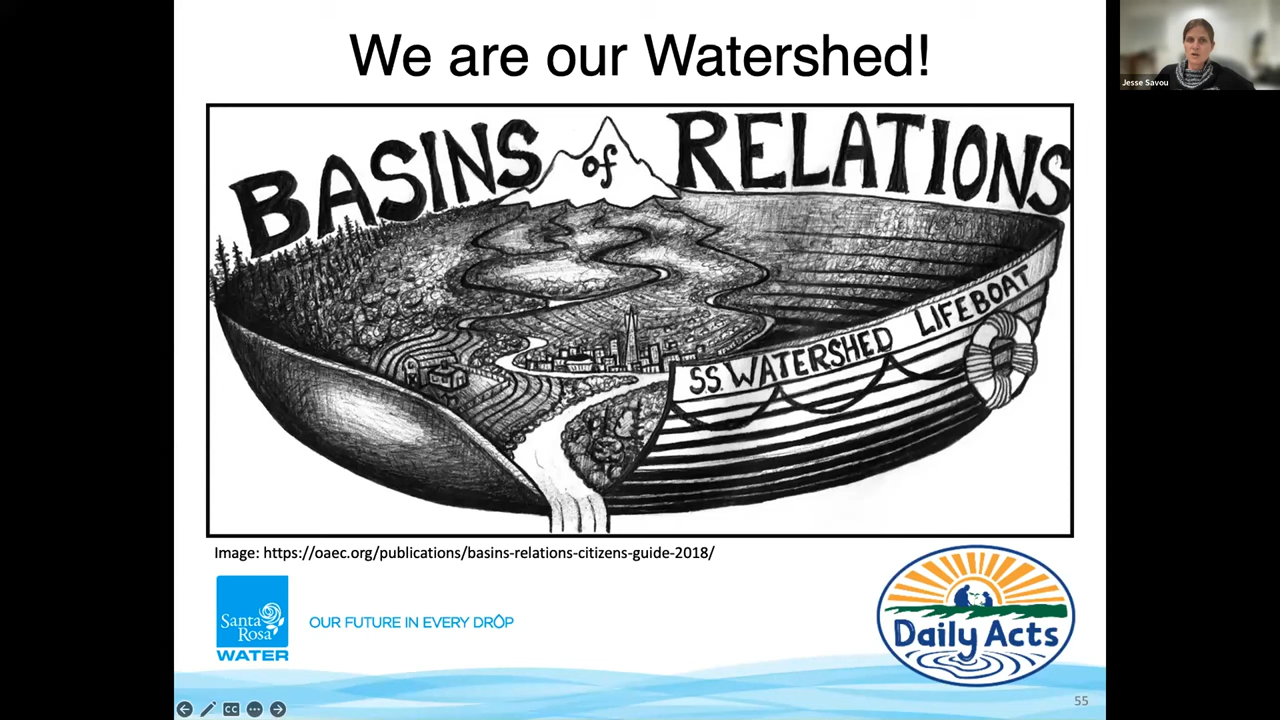 We are our Watershed!
Jesse Savou
BASINS of RELATIONS
S.S. WATERSHED LIFEBOAT
Image: https://oaec.org/publications/basins-relations-citizens-guide-2018/
Santa
Rosa
WATER
OUR FUTURE IN EVERY DROP
Daily Acts
CC
55